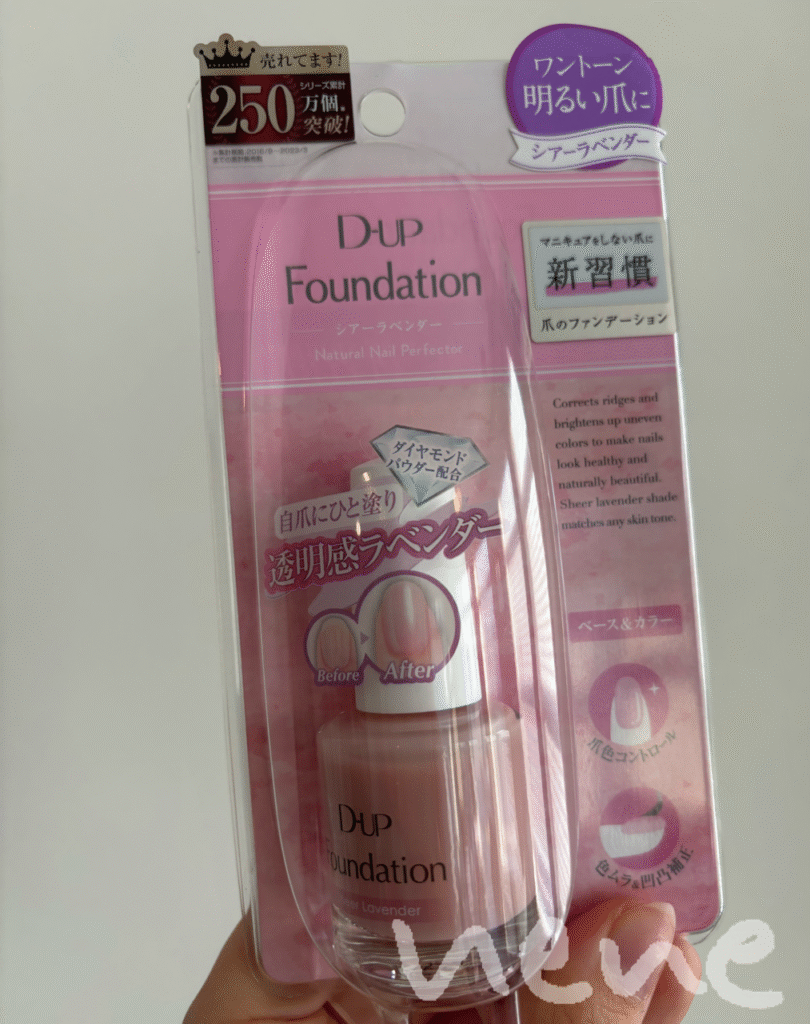 売れてます!
シリーズ累計
250万個突破!
ワントーン
明るい爪に
シアーラベンダー
D-UP
Foundation
シアーラベンダー
Natural Nail Perfector
マニキュアをしない爪に
新習慣
爪のファンデーション
Corrects ridges and
brightens up uneven
colors to make nails
look healthy and
naturally beautiful.
Sheer lavender shade
matches any skin tone.
ダイヤモンド
パウダー配合
自爪にひと塗り
透明感ラベンダー
Before
After
ベース&カラー
爪色コントロール
色ムラ&凹凸補正
D-UP
Foundation
Lavender
nene